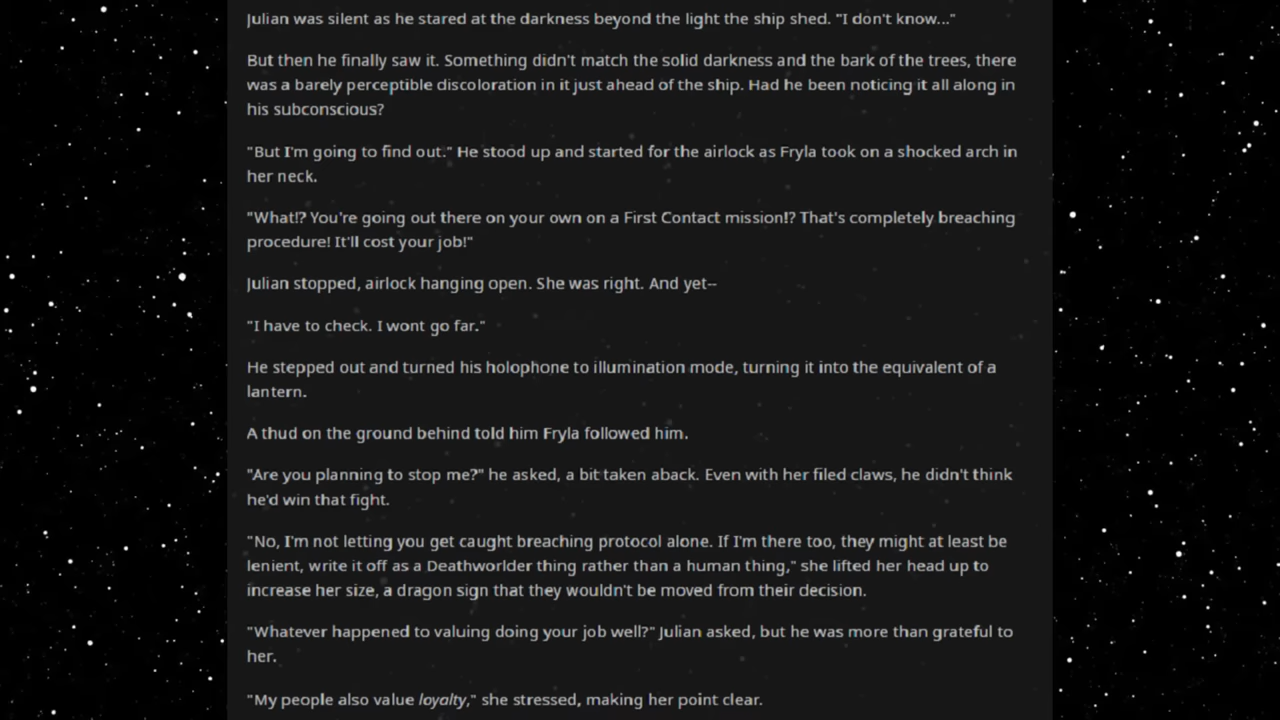 Julian was silent as he stared at the darkness beyond the light the ship shed. "I don't know..."
But then he finally saw it. Something didn't match the solid darkness and the bark of the trees, there
was a barely perceptible discoloration in it just ahead of the ship. Had he been noticing it all along in
his subconscious?
"But I'm going to find out." He stood up and started for the airlock as Fryla took on a shocked arch in
her neck.
"What!? You're going out there on your own on a First Contact mission!? That's completely breaching
procedure! It'll cost your job!"
Julian stopped, airlock hanging open. She was right. And yet--
"I have to check. I wont go far."
He stepped out and turned his holophone to illumination mode, turning it into the equivalent of a
lantern.
A thud on the ground behind told him Fryla followed him.
"Are you planning to stop me?" he asked, a bit taken aback. Even with her filed claws, he didn't think
he'd win that fight.
"No, I'm not letting you get caught breaching protocol alone. If I'm there too, they might at least be
lenient, write it off as a Deathworlder thing rather than a human thing," she lifted her head up to
increase her size, a dragon sign that they wouldn't be moved from their decision.
"Whatever happened to valuing doing your job well?" Julian asked, but he was more than grateful to
her.
"My people also value loyalty," she stressed, making her point clear.